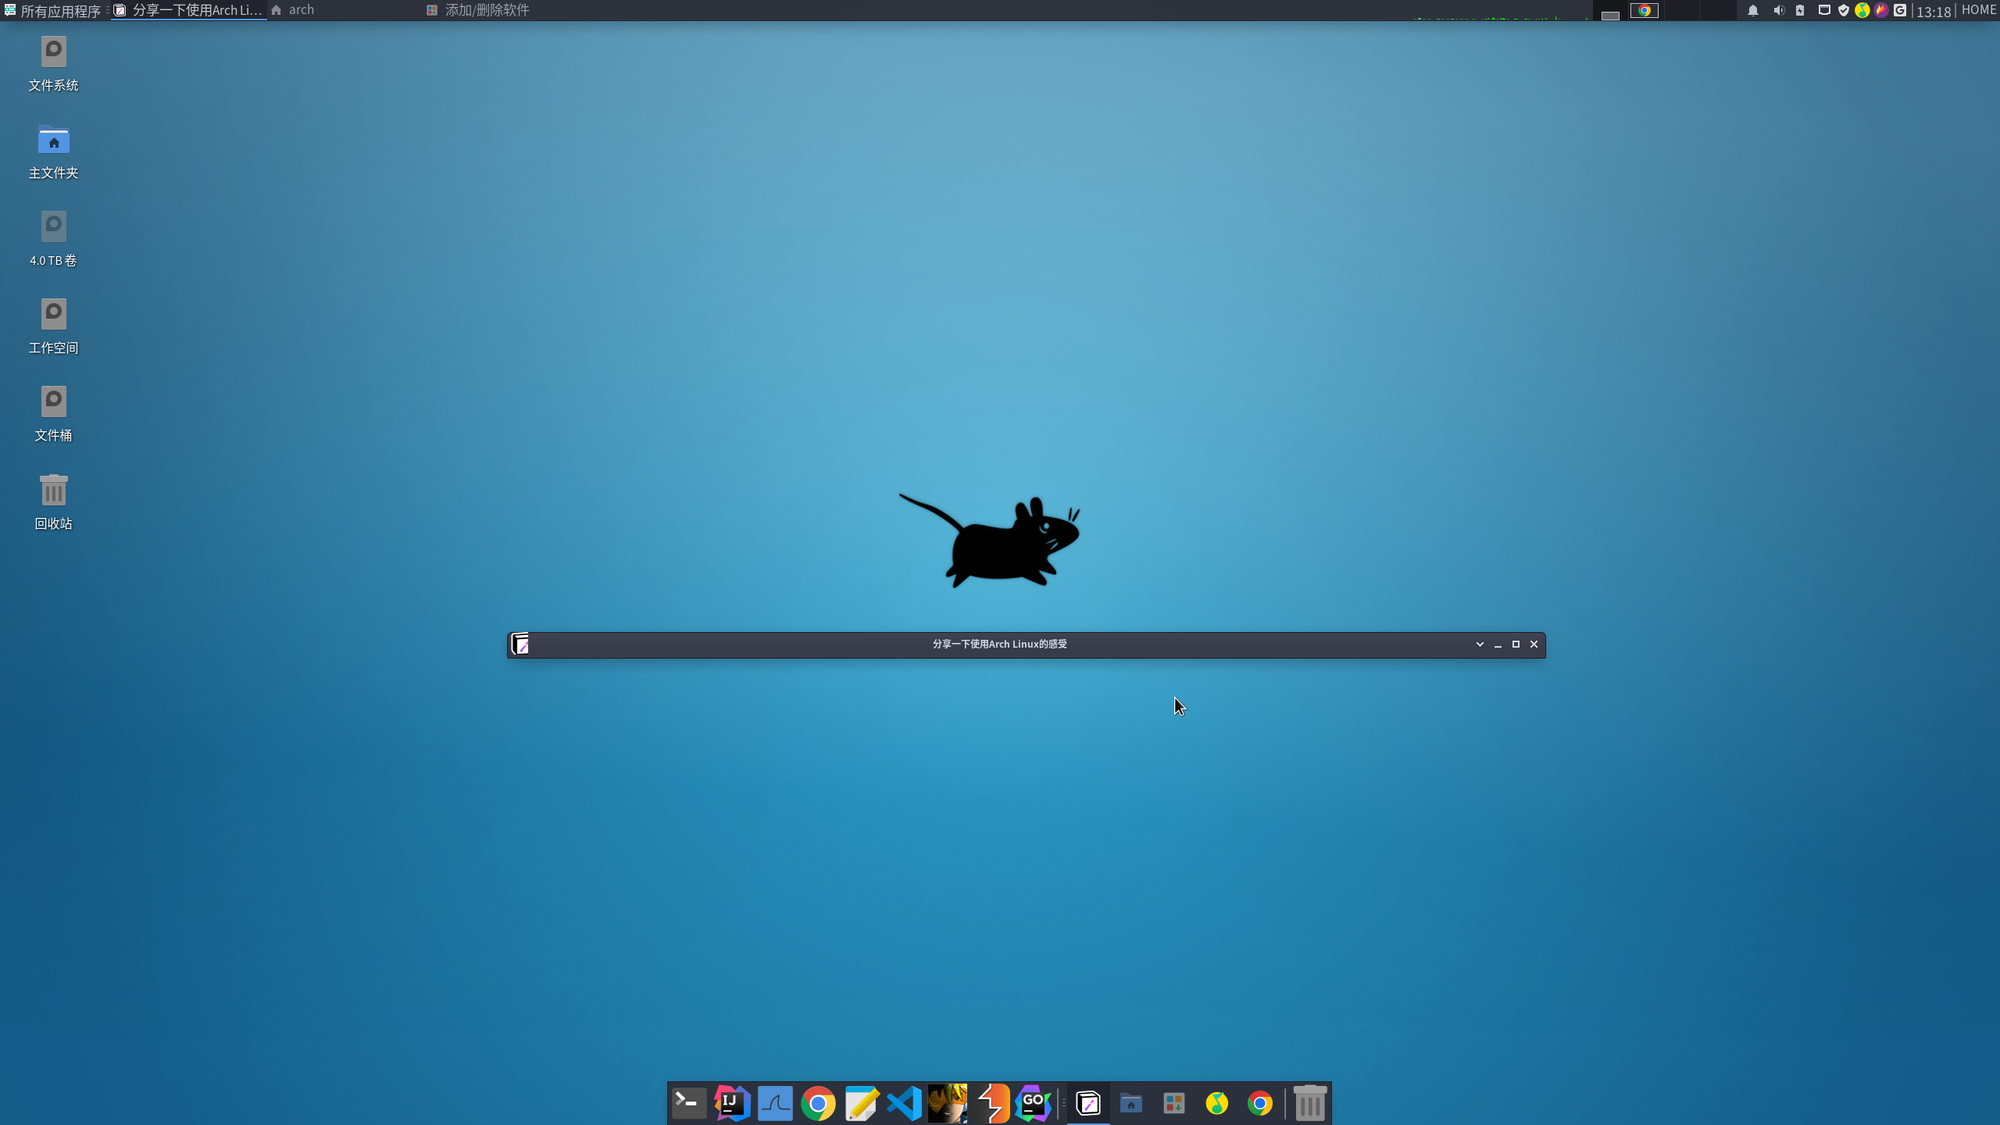 所有应用程序
分享一下使用Arch Li...
arch
添加/删除软件
13:18
HOME
文件系统
主文件夹
4.0 TB 卷
工作空间
文件桶
回收站
分享一下使用Arch Linux的感受
IJ
GO